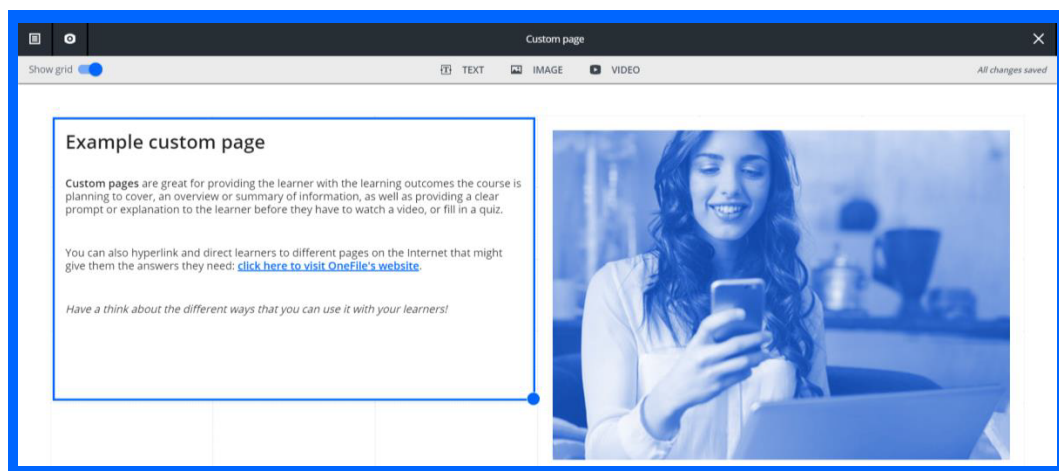 Custom page
Show grid
TEXT
IMAGE
VIDEO
All changes saved
Example custom page
Custom pages are great for providing the learner with the learning outcomes the course is
planning to cover, an overview or summary of information, as well as providing a clear
prompt or explanation to the learner before they have to watch a video, or fill in a quiz.
You can also hyperlink and direct learners to different pages on the Internet that might
give them the answers they need: click here to visit OneFile's website.
Have a think about the different ways that you can use it with your learners!